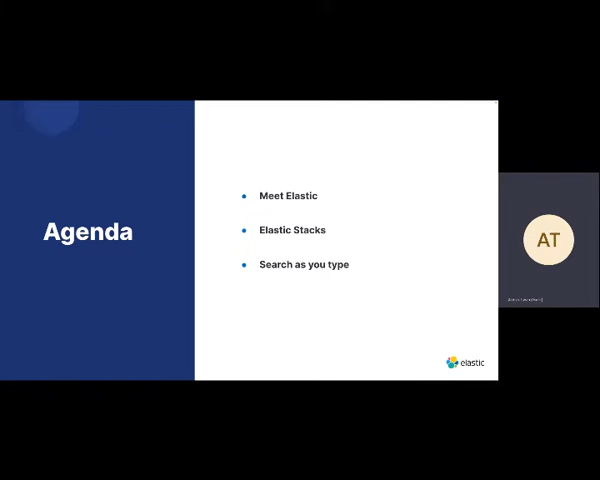 Agenda
Meet Elastic
Elastic Stacks
Search as you type
elastic
AT